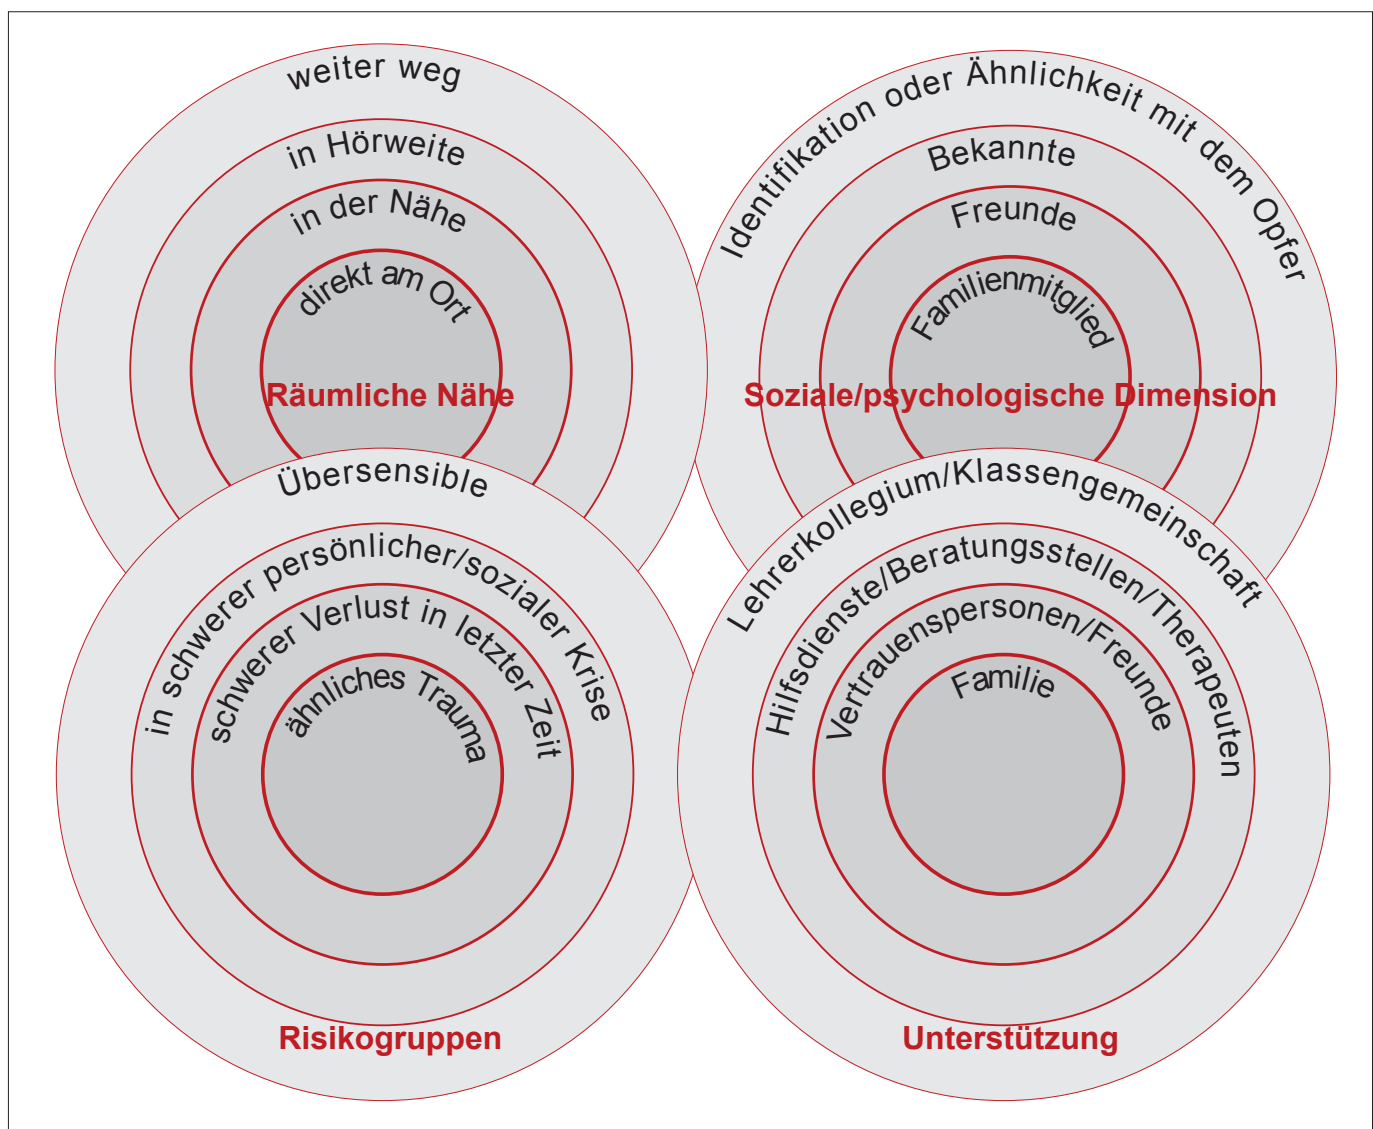 weiter weg
in Hörweite
in der Nähe
direkt am Ort
Räumliche Nähe
Identifikation oder Ähnlichkeit mit dem Opfer
Bekannte
Freunde
Familienmitglied
Soziale/psychologische Dimension
Übersensible
in schwerer persönlicher/sozialer Krise
schwerer Verlust in letzter Zeit
ähnliches Trauma
Risikogruppen
Lehrerkollegium/Klassengemeinschaft
Hilfsdienste/Beratungsstellen/Therapeuten
Vertrauenspersonen/Freunde
Familie
Unterstützung